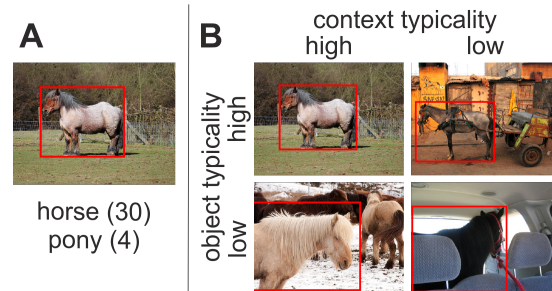 A
horse (30)
pony (4)
B
context typicality
high low
object typicality
high
low